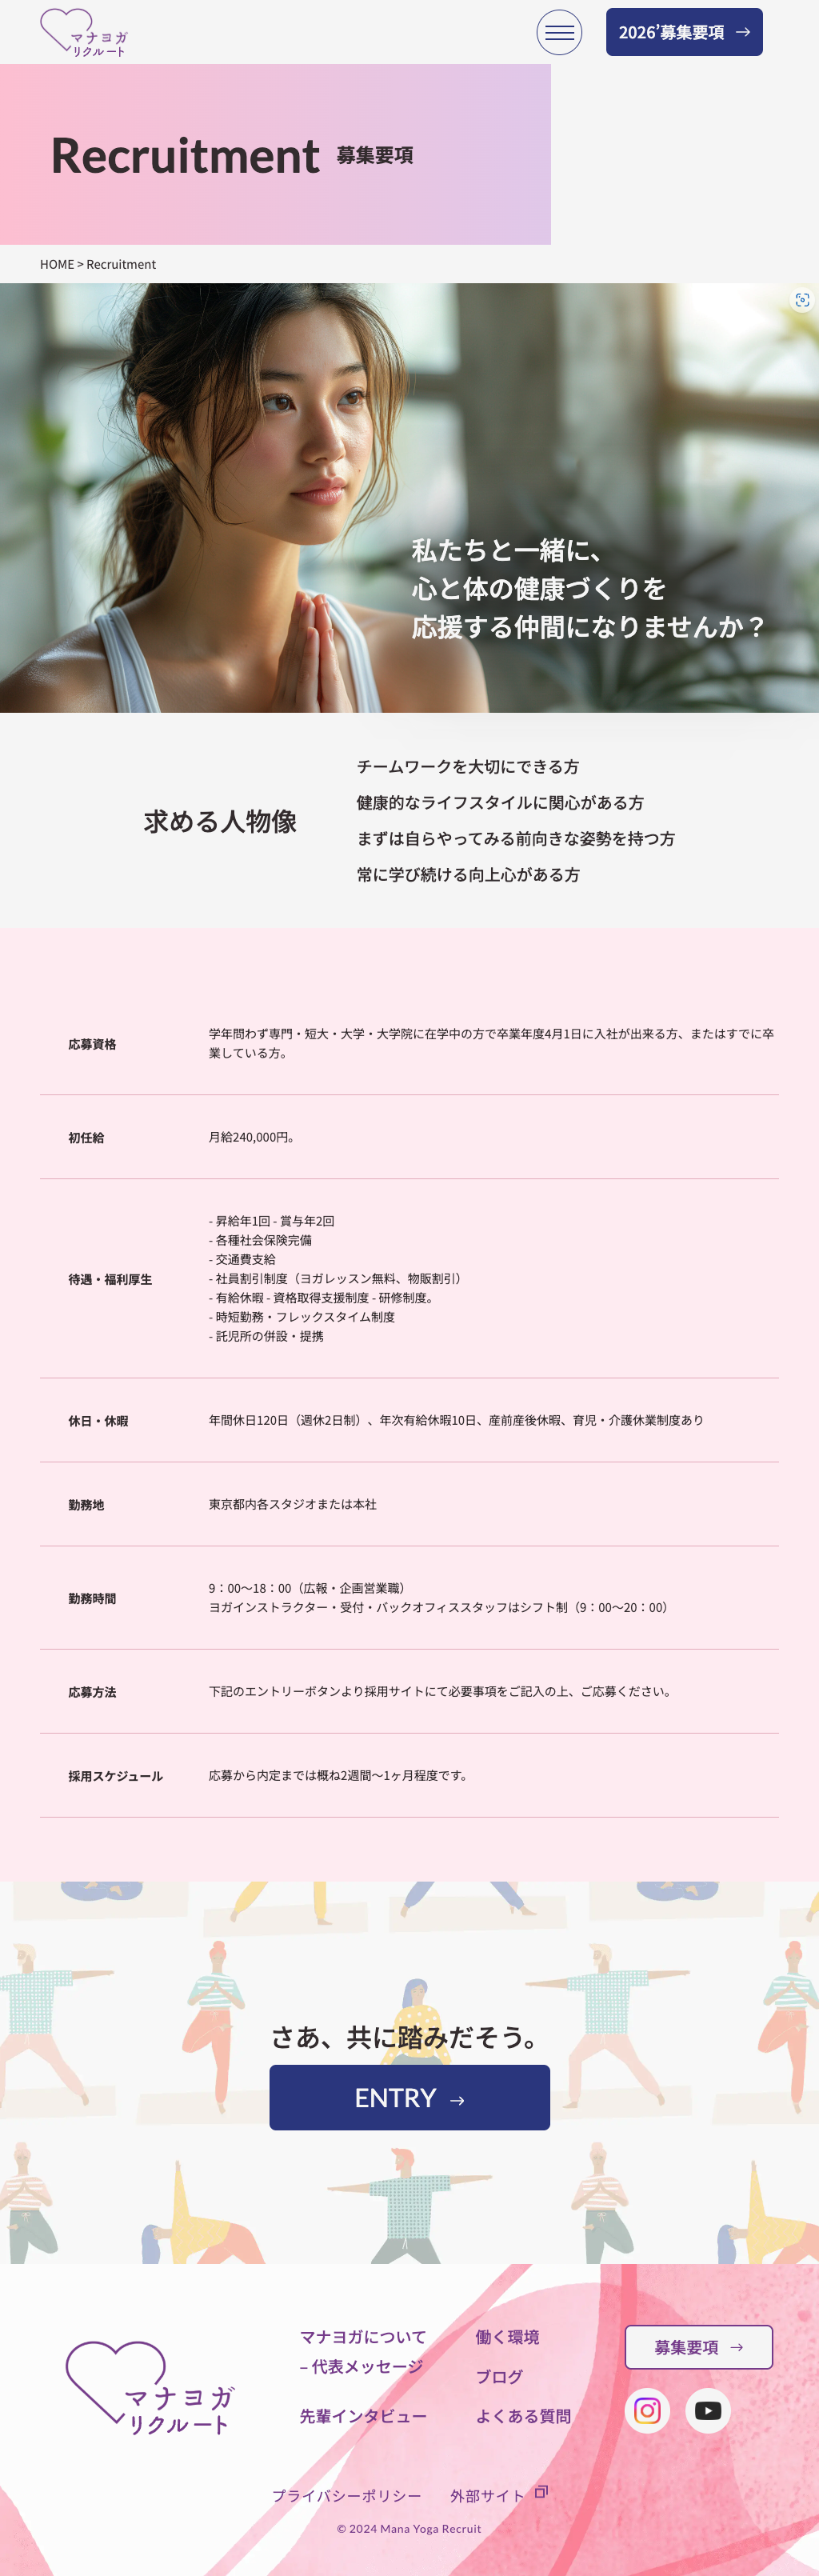 マナヨガ
リクルート
2026’募集要項 →
Recruitment 募集要項
HOME > Recruitment
私たちと一緒に、
心と体の健康づくりを
応援する仲間になりませんか？
求める人物像
チームワークを大切にできる方
健康的なライフスタイルに関心がある方
まずは自らやってみる前向きな姿勢を持つ方
常に学び続ける向上心がある方
応募資格
学年問わず専門・短大・大学・大学院に在学中の方で卒業年度4月1日に入社が出来る方、またはすでに卒
業している方。
初任給
月給240,000円。
待遇・福利厚生
- 昇給年1回 - 賞与年2回
- 各種社会保険完備
- 交通費支給
- 社員割引制度（ヨガレッスン無料、物販割引）
- 有給休暇 - 資格取得支援制度 - 研修制度。
- 時短勤務・フレックスタイム制度
- 託児所の併設・提携
休日・休暇
年間休日120日（週休2日制）、年次有給休暇10日、産前産後休暇、育児・介護休業制度あり
勤務地
東京都内各スタジオまたは本社
勤務時間
9：00〜18：00（広報・企画営業職）
ヨガインストラクター・受付・バックオフィススタッフはシフト制（9：00〜20：00）
応募方法
下記のエントリーボタンより採用サイトにて必要事項をご記入の上、ご応募ください。
採用スケジュール
応募から内定までは概ね2週間〜1ヶ月程度です。
さあ、共に踏みだそう。
ENTRY →
マナヨガ
リクルート
マナヨガについて
– 代表メッセージ
先輩インタビュー
働く環境
ブログ
よくある質問
募集要項 →
プライバシーポリシー
外部サイト
© 2024 Mana Yoga Recruit